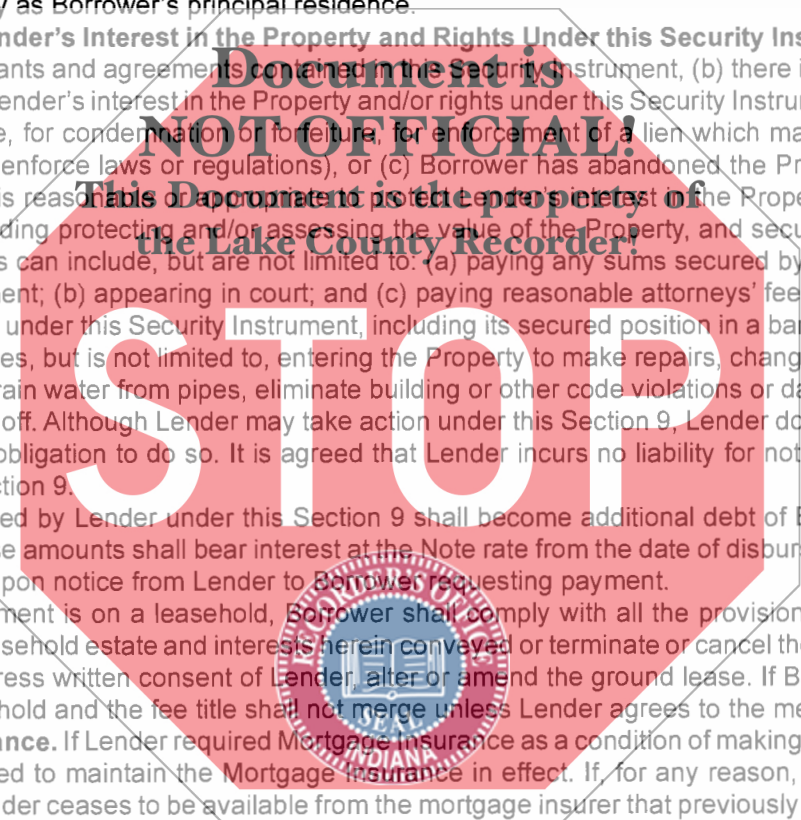 y as Borrower's principal residence.
nder's Interest in the Property and Rights Under this Security Ins
Document is
ants and agreements contained in this Security Instrument, (b) there i
ender's interest in the Property and/or rights under this Security Instrum
NOT OFFICIAL!
e, for condemnation or forfeiture, for enforcement of a lien which ma
enforce laws or regulations), or (c) Borrower has abandoned the Pr
This Document is the property of
is reasonable or appropriate to protect Lender's interest in the Prope
ding protecting and/or assessing the value of the Property, and secu
the Lake County Recorder!
s can include, but are not limited to: (a) paying any sums secured by
ent; (b) appearing in court; and (c) paying reasonable attorneys' fee
under this Security Instrument, including its secured position in a ban
STOP
es, but is not limited to, entering the Property to make repairs, chang
rain water from pipes, eliminate building or other code violations or da
off. Although Lender may take action under this Section 9, Lender do
obligation to do so. It is agreed that Lender incurs no liability for not
ction 9.
ed by Lender under this Section 9 shall become additional debt of B
se amounts shall bear interest at the Note rate from the date of disburs
pon notice from Lender to Borrower requesting payment.
RECORDER'S OFFICE
ment is on a leasehold, Borrower shall comply with all the provision
sehold estate and interests herein conveyed or terminate or cancel the
ress written consent of Lender, alter or amend the ground lease. If B
hold and the fee title shall not merge unless Lender agrees to the me
SEAL
ance. If Lender required Mortgage Insurance as a condition of making
INDIANA
ed to maintain the Mortgage Insurance in effect. If, for any reason,
der ceases to be available from the mortgage insurer that previously